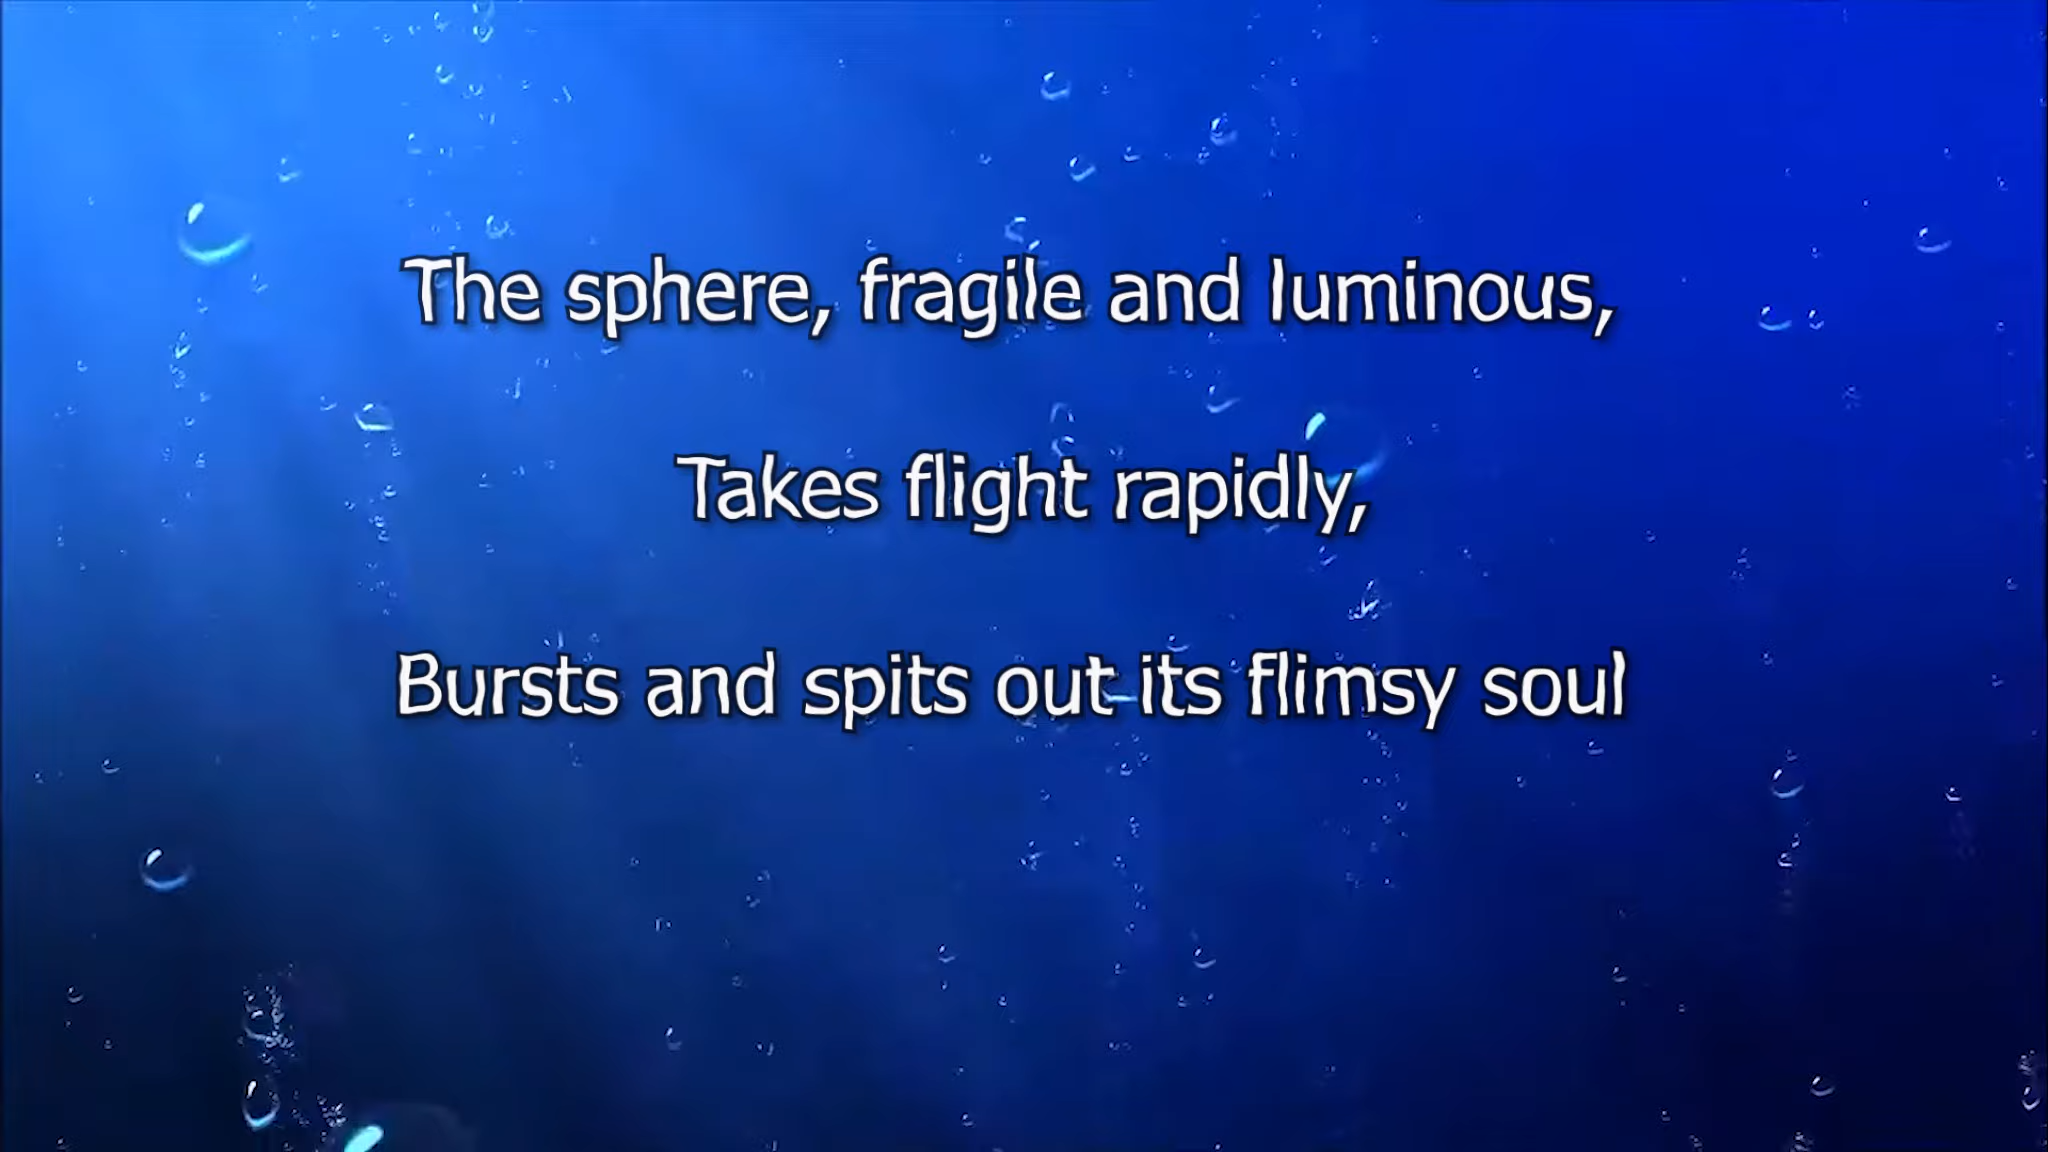 The sphere, fragile and luminous,
Takes flight rapidly,
Bursts and spits out its flimsy soul